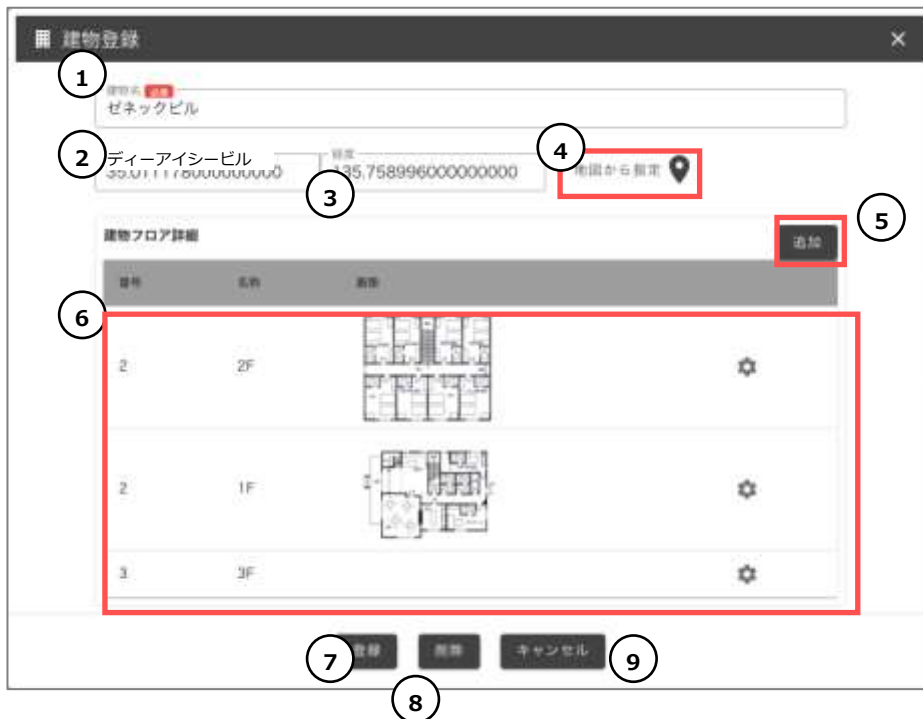 建物登録
1
建物名 必須
ゼネックビル
2
ディーアイシービル
35.011178000000000
経度
135.758996000000000
3
4
地図から指定
5
建物フロア詳細
追加
番号 名称 画像
6
2 2F
2 1F
3 3F
7
登録 削除 キャンセル
8
9